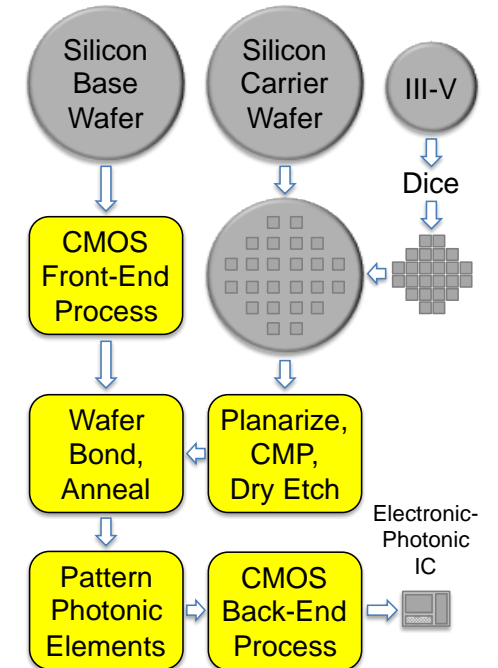 Silicon
Base
Wafer
Silicon
Carrier
Wafer
III-V
Dice
CMOS
Front-End
Process
Wafer
Bond,
Anneal
Planarize,
CMP,
Dry Etch
Pattern
Photonic
Elements
CMOS
Back-End
Process
Electronic-
Photonic
IC